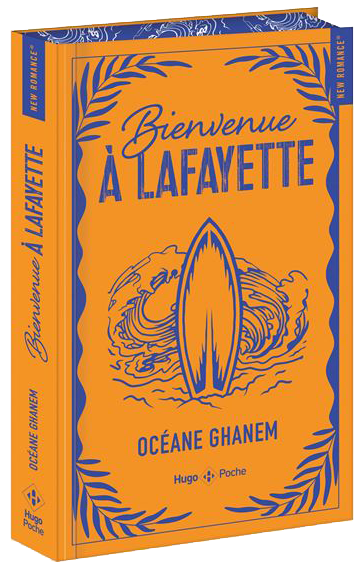 NEW ROMANCE®
Bienvenue
À LAFAYETTE
OCÉANE GHANEM
Hugo Poche
NEW ROMANCE®
Bienvenue À LAFAYETTE
OCÉANE GHANEM
Hugo
Poche